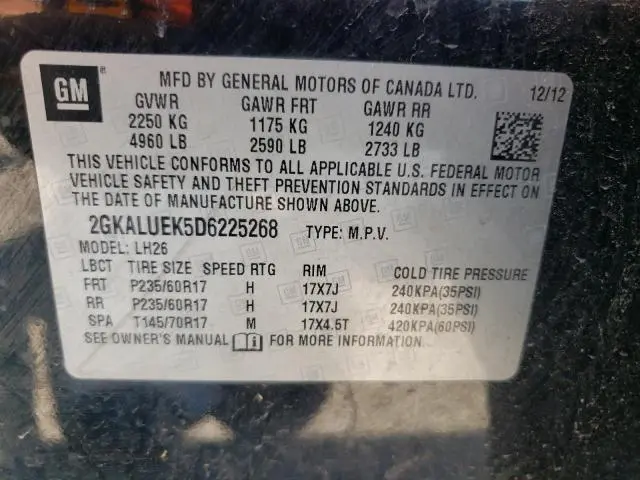 GM ® MFD BY GENERAL MOTORS OF CANADA LTD. 12/12
GVWR GAWR FRT GAWR RR
2250 KG 1175 KG 1240 KG
4960 LB 2590 LB 2733 LB
THIS VEHICLE CONFORMS TO ALL APPLICABLE U.S. FEDERAL MOTOR
VEHICLE SAFETY AND THEFT PREVENTION STANDARDS IN EFFECT ON
THE DATE OF MANUFACTURE SHOWN ABOVE.
2GKALUEK5D6225268 TYPE: M.P.V.
MODEL: LH26
LBCT TIRE SIZE SPEED RTG RIM COLD TIRE PRESSURE
FRT P235/60R17 H 17X7J 240KPA(35PSI)
RR P235/60R17 H 17X7J 240KPA(35PSI)
SPA T145/70R17 M 17X4.5T 420KPA(60PSI)
SEE OWNER'S MANUAL FOR MORE INFORMATION